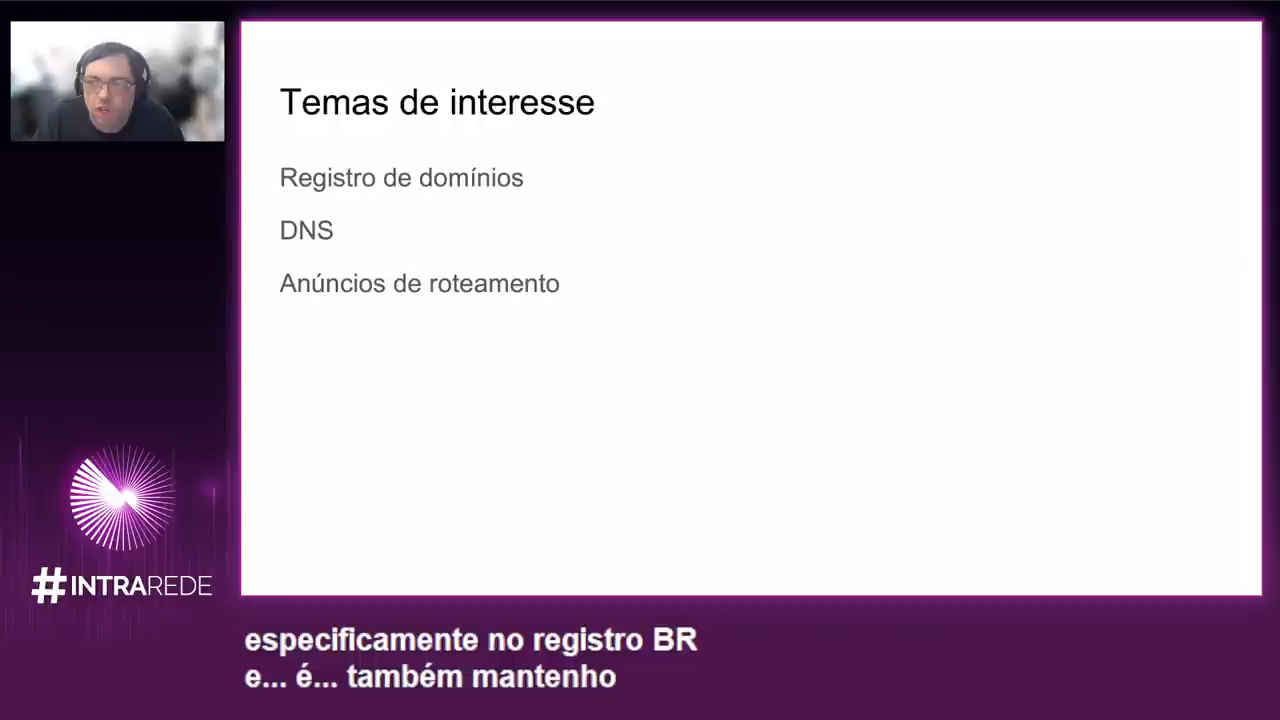 Temas de interesse
Registro de domínios
DNS
Anúncios de roteamento
#INTRAREDE
especificamente no registro BR
e... é... também mantenho